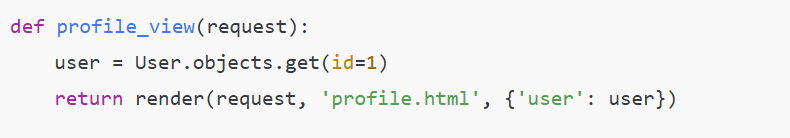 def profile_view(request):
    user = User.objects.get(id=1)
    return render(request, 'profile.html', {'user': user})